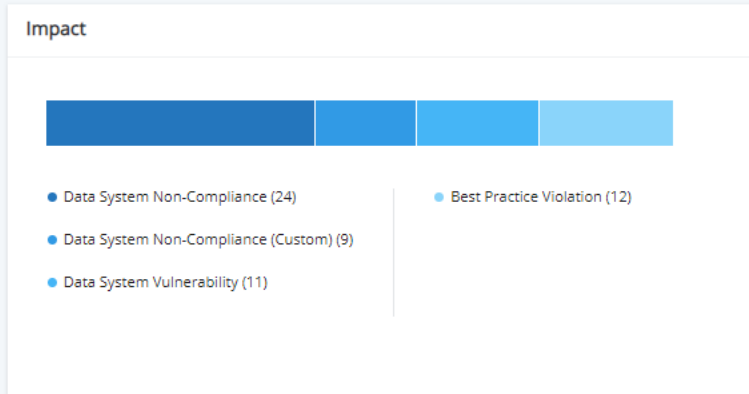 Impact
Data System Non-Compliance (24)
Data System Non-Compliance (Custom) (9)
Data System Vulnerability (11)
Best Practice Violation (12)